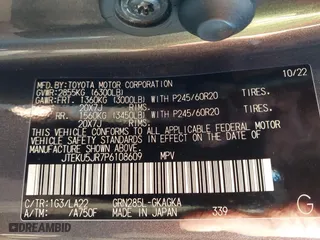 10/22
MFD.BY:TOYOTA MOTOR CORPORATION
GVWR:2855KG (6300LB)
GAWR:FRT. 1360KG (3000LB) WITH P245/60R20 TIRES,
20X7J RIMS,
RR. 1560KG (3450LB) WITH P245/60R20 TIRES,
20X7J RIMS,
THIS VEHICLE CONFORMS TO ALL APPLICABLE
FEDERAL MOTOR VEHICLE SAFETY
STANDARDS IN EFFECT ON THE DATE OF
MANUFACTURE SHOWN ABOVE.
JTEKU5JR7P6108609 MPV
C/TR:1G3/LA22 GRN285L-GKAGKA
A/TM: /A750F MADE IN JAPAN 339
G
DREAM
BID